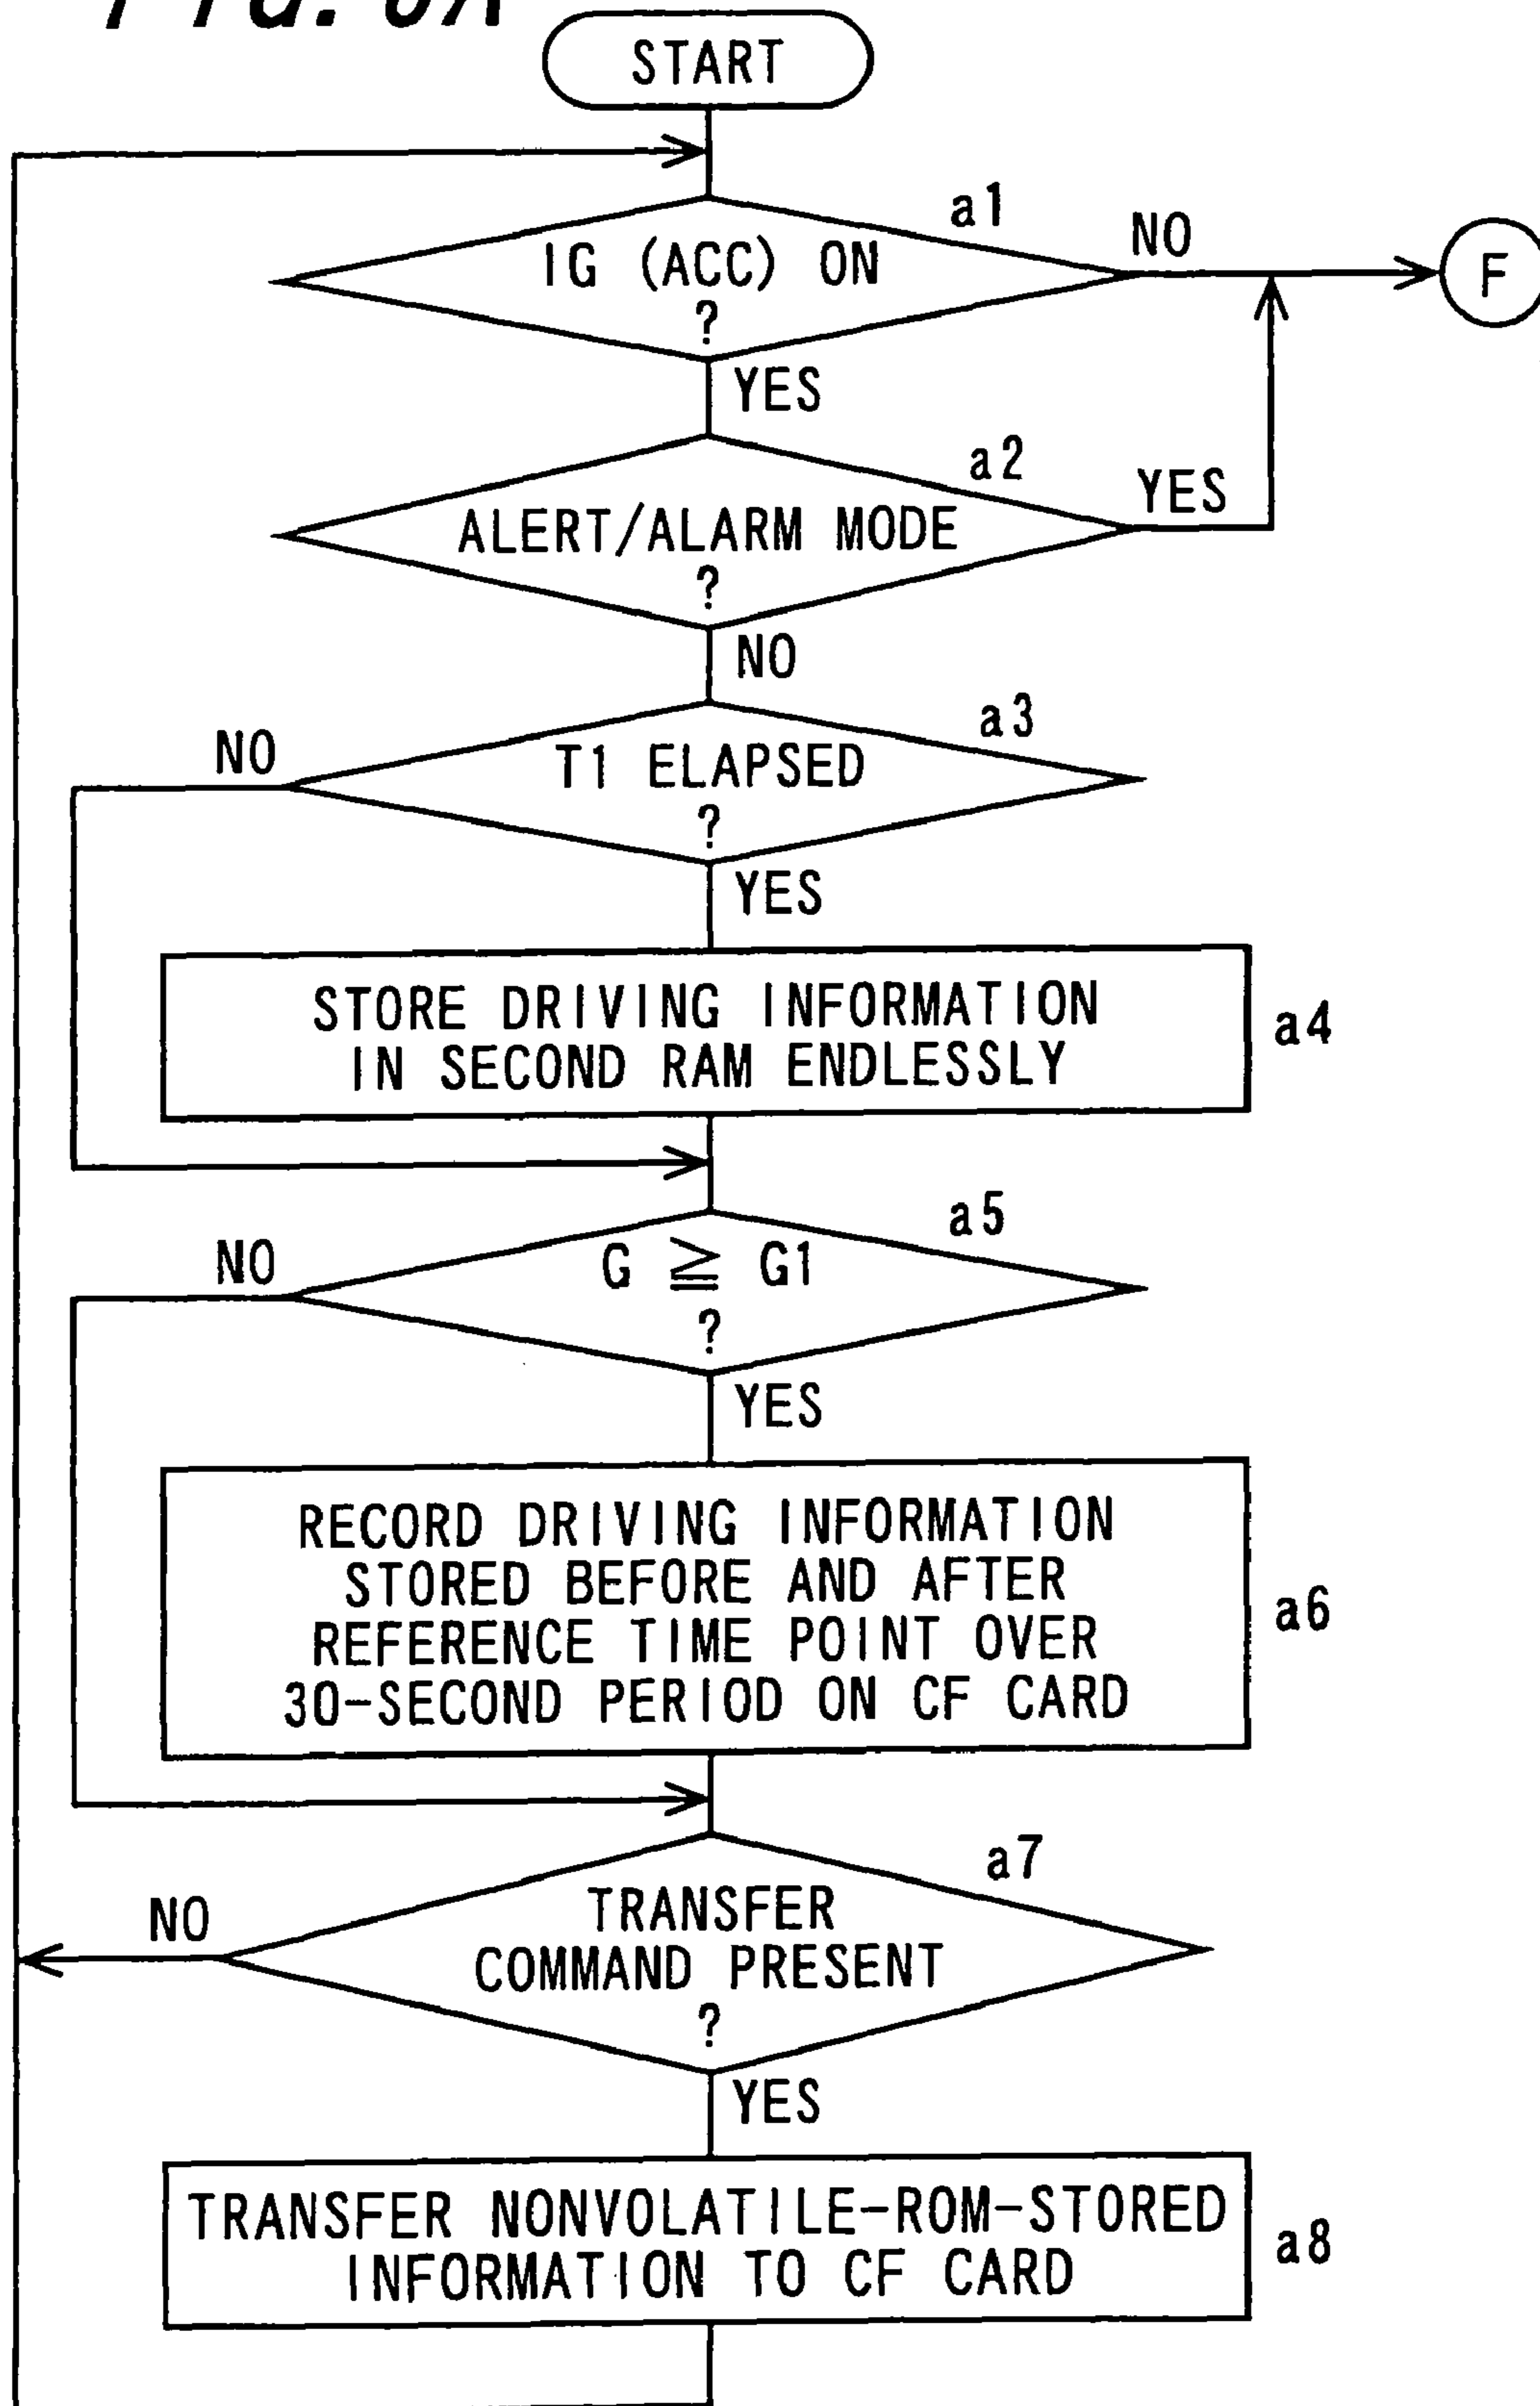 START
a1
NO
IG (ACC) ON
?
F
YES
a2
YES
ALERT/ALARM MODE
?
NO
a3
NO
T1 ELAPSED
?
YES
STORE DRIVING INFORMATION
IN SECOND RAM ENDLESSLY
a4
a5
NO
G ≧ G1
?
YES
RECORD DRIVING INFORMATION
STORED BEFORE AND AFTER
REFERENCE TIME POINT OVER
30-SECOND PERIOD ON CF CARD
a6
a7
NO
TRANSFER
COMMAND PRESENT
?
YES
TRANSFER NONVOLATILE-ROM-STORED
INFORMATION TO CF CARD
a8